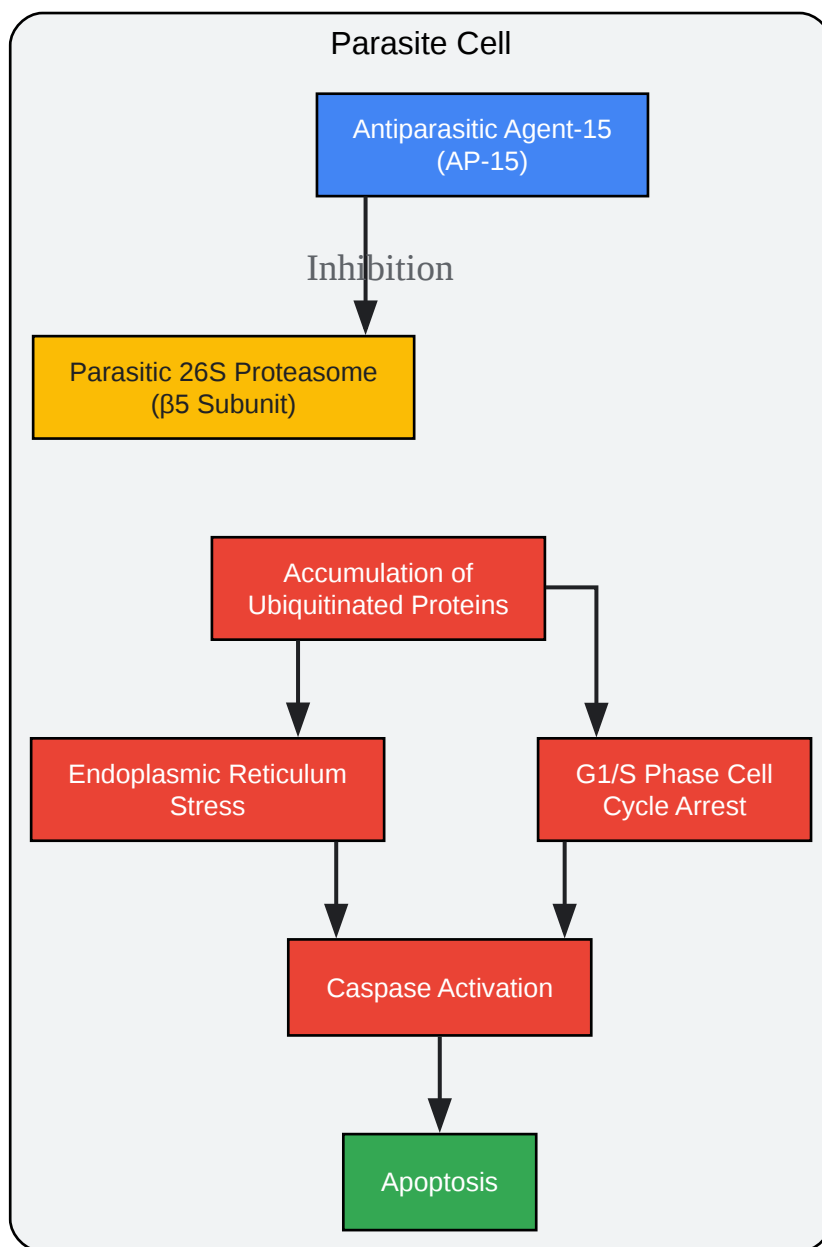 Parasite Cell
Antiparasitic Agent-15
(AP-15)
Inhibition
Parasitic 26S Proteasome
(β5 Subunit)
Accumulation of
Ubiquitinated Proteins
Endoplasmic Reticulum
Stress
G1/S Phase Cell
Cycle Arrest
Caspase Activation
Apoptosis